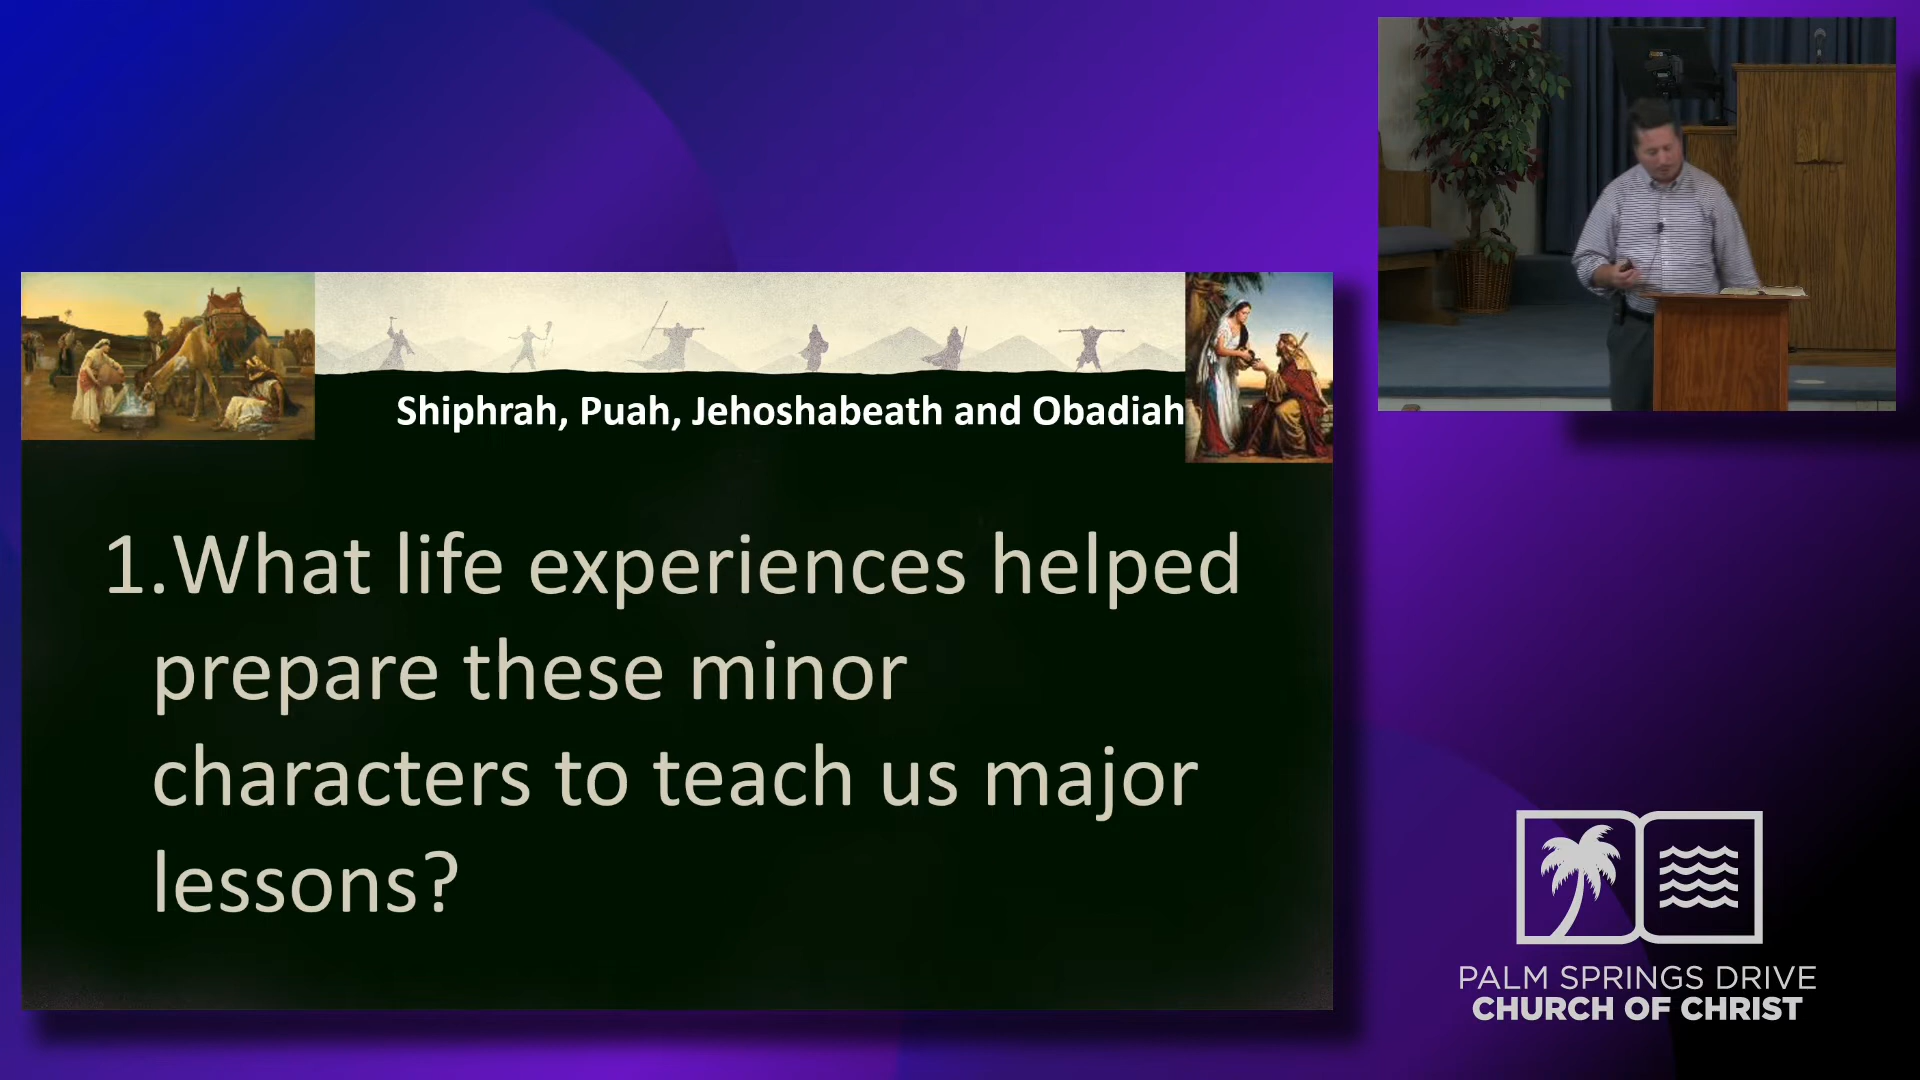 Shiphrah, Puah, Jehoshabeath and Obadiah
1.What life experiences helped
prepare these minor
characters to teach us major
lessons?
PALM SPRINGS DRIVE
CHURCH OF CHRIST